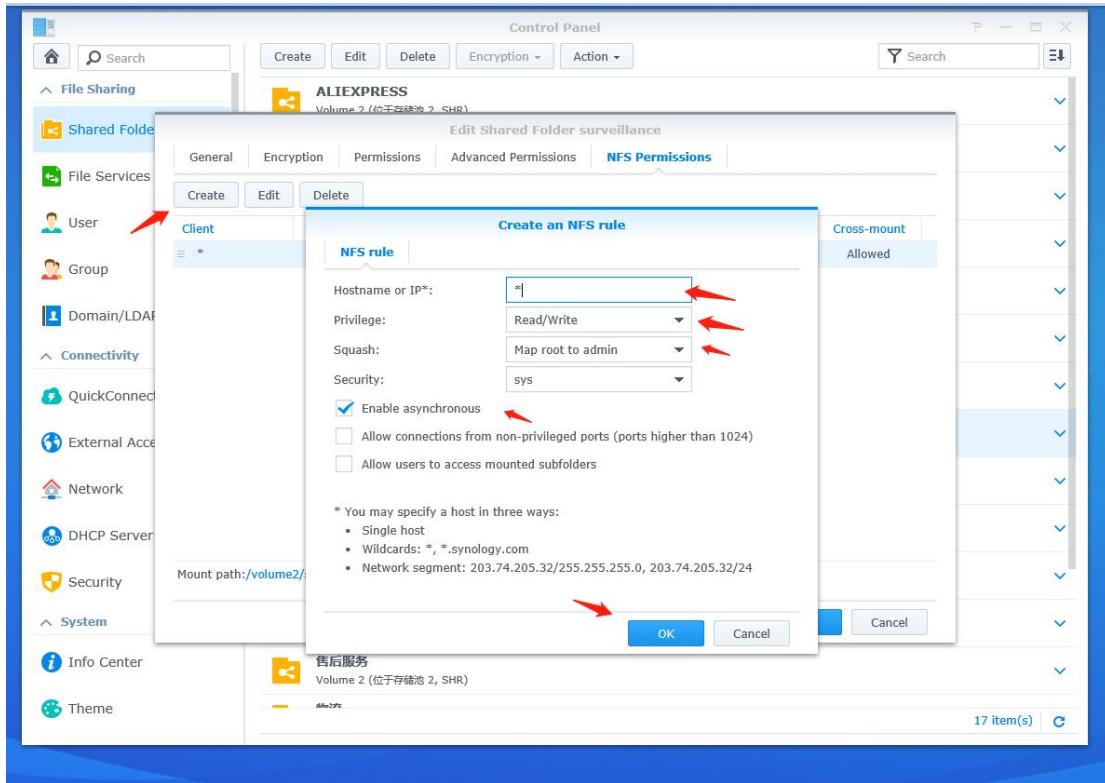 Control Panel
Search
Create Edit Delete Encryption Action Search
File Sharing
ALIEXPRESS
Volume 2 (位于存储池 2, SHR)
Shared Folde
Edit Shared Folder surveillance
General Encryption Permissions Advanced Permissions NFS Permissions
File Services
Create Edit Delete
User
Client Cross-mount
* Allowed
Create an NFS rule
NFS rule
Group
Hostname or IP*: *
Domain/LDAP
Privilege: Read/Write
Squash: Map root to admin
Connectivity
Security: sys
QuickConnect
Enable asynchronous
Allow connections from non-privileged ports (ports higher than 1024)
External Acce
Allow users to access mounted subfolders
Network
* You may specify a host in three ways:
• Single host
DHCP Server
• Wildcards: *, *.synology.com
• Network segment: 203.74.205.32/255.255.255.0, 203.74.205.32/24
Security
Mount path:/volume2/
System
OK Cancel
Cancel
Info Center
售后服务
Volume 2 (位于存储池 2, SHR)
Theme
17 item(s)